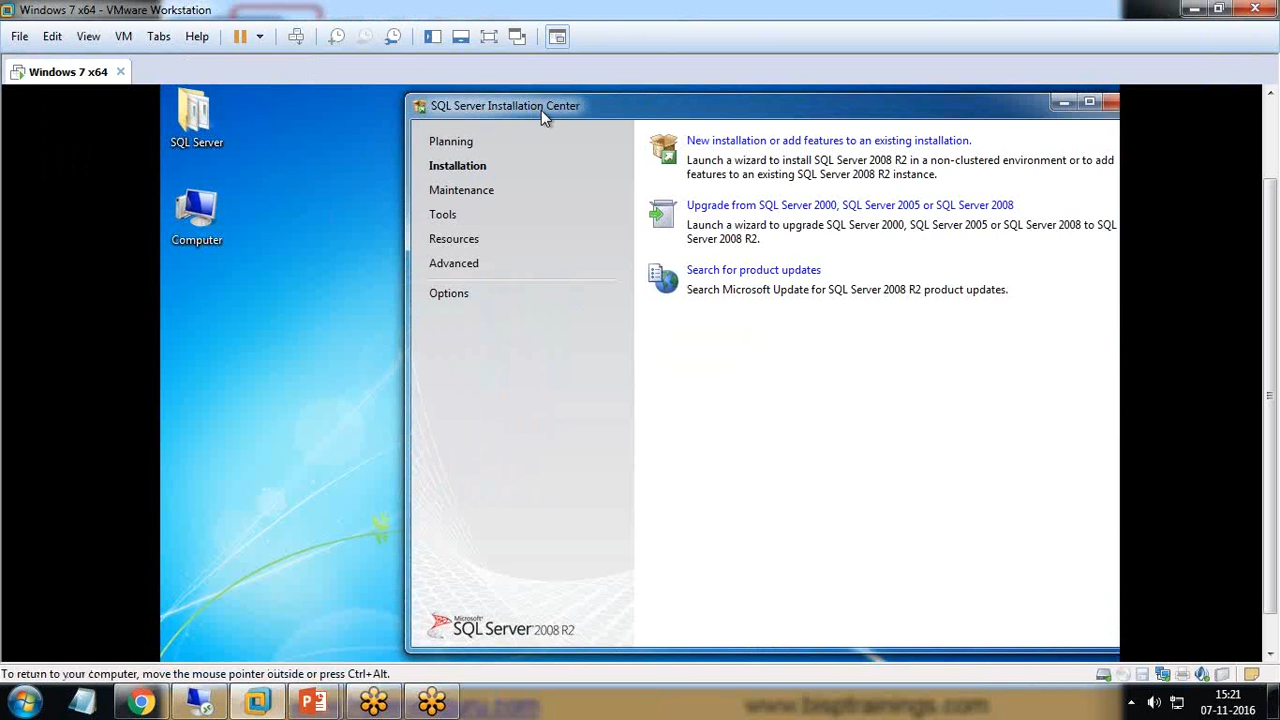 Windows 7 x64 - VMware Workstation
File Edit View VM Tabs Help
Windows 7 x64
SQL Server
Computer
SQL Server Installation Center
Planning
Installation
Maintenance
Tools
Resources
Advanced
Options
New installation or add features to an existing installation.
Launch a wizard to install SQL Server 2008 R2 in a non-clustered environment or to add
features to an existing SQL Server 2008 R2 instance.
Upgrade from SQL Server 2000, SQL Server 2005 or SQL Server 2008
Launch a wizard to upgrade SQL Server 2000, SQL Server 2005 or SQL Server 2008 to SQL
Server 2008 R2.
Search for product updates
Search Microsoft Update for SQL Server 2008 R2 product updates.
Microsoft
SQL Server 2008 R2
To return to your computer, move the mouse pointer outside or press Ctrl+Alt.
www.bisptrainings.com
15:21
07-11-2016